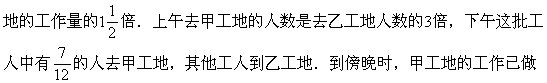 地的工作量的1\frac{1}{2}倍．上午去甲工地的人数是去乙工地人数的3倍，下午这批工
人中有\frac{7}{12}的人去甲工地，其他工人到乙工地．到傍晚时，甲工地的工作已做